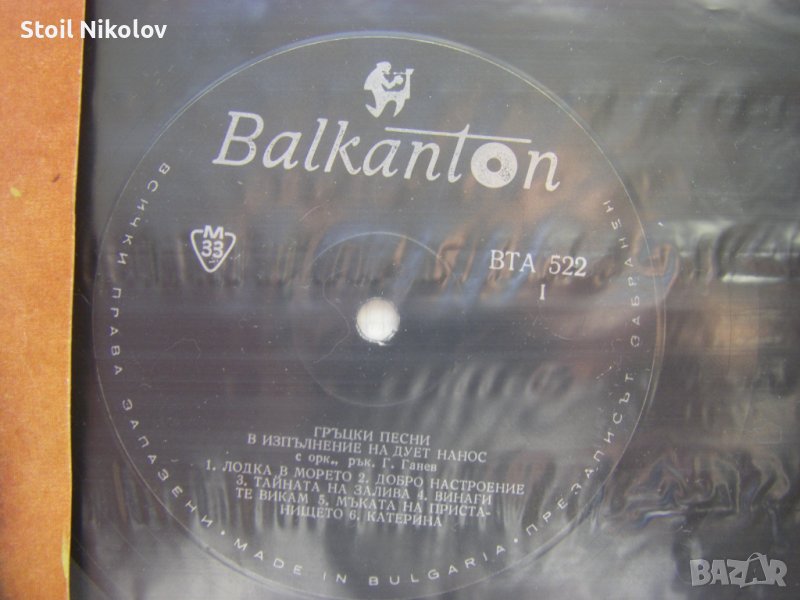 Stoil Nikolov
Balkanton
M
33
ВТА 522
I
ГРЪЦКИ ПЕСНИ
В ИЗПЪЛНЕНИЕ НА ДУЕТ НАНОС
с орк., рък. Г. Ганев
1. ЛОДКА В МОРЕТО 2. ДОБРО НАСТРОЕНИЕ
3. ТАЙНАТА НА ЗАЛИВА 4. ВИНАГИ
ТЕ ВИКАМ 5. МЪКАТА НА ПРИСТА-
НИЩЕТО 6. КАТЕРИНА
ВСИЧКИ ПРАВА ЗАПАЗЕНИ · MADE IN BULGARIA · ПРЕЗАПИСЪТ ЗАБРАНЕН
BAZAR